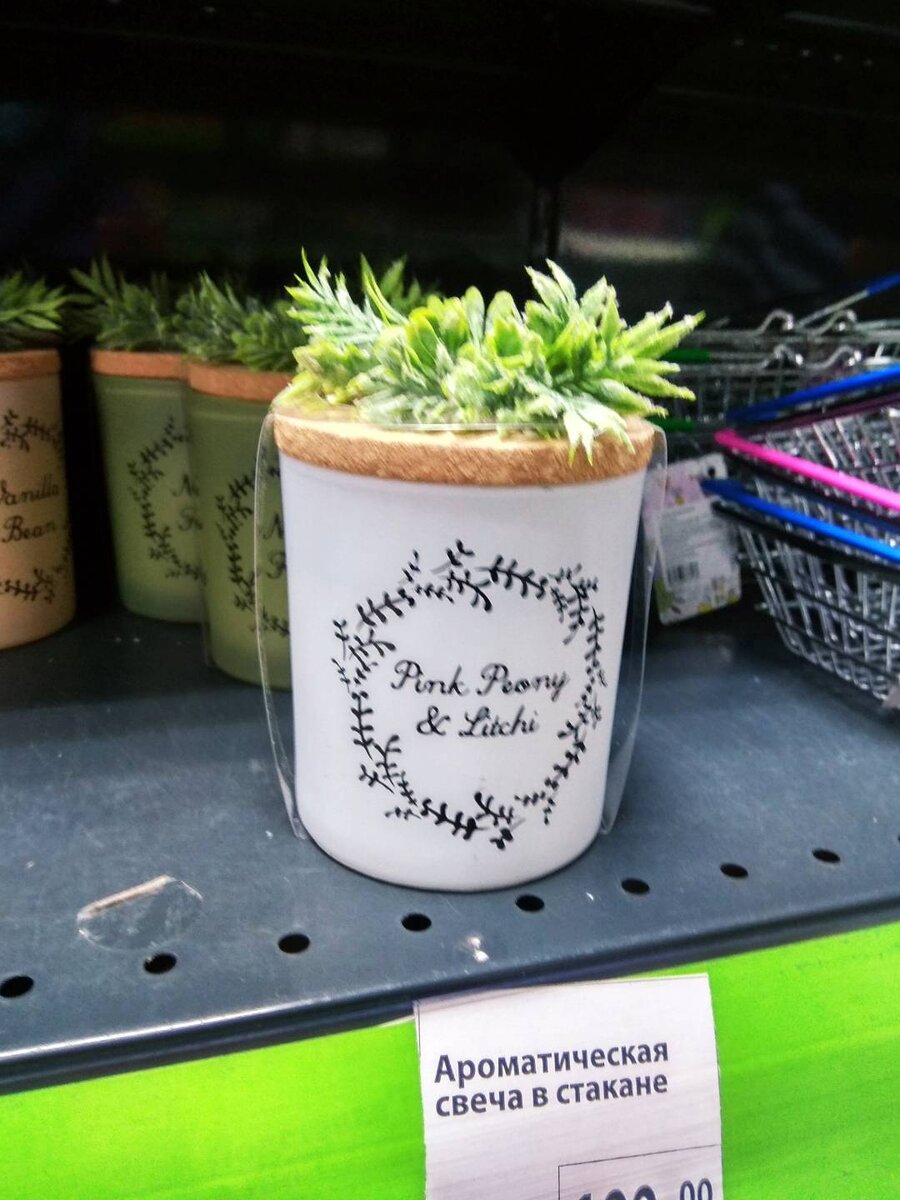 Vanilla
Bean
Pink Peony
& Litchi
Ароматическая
свеча в стакане